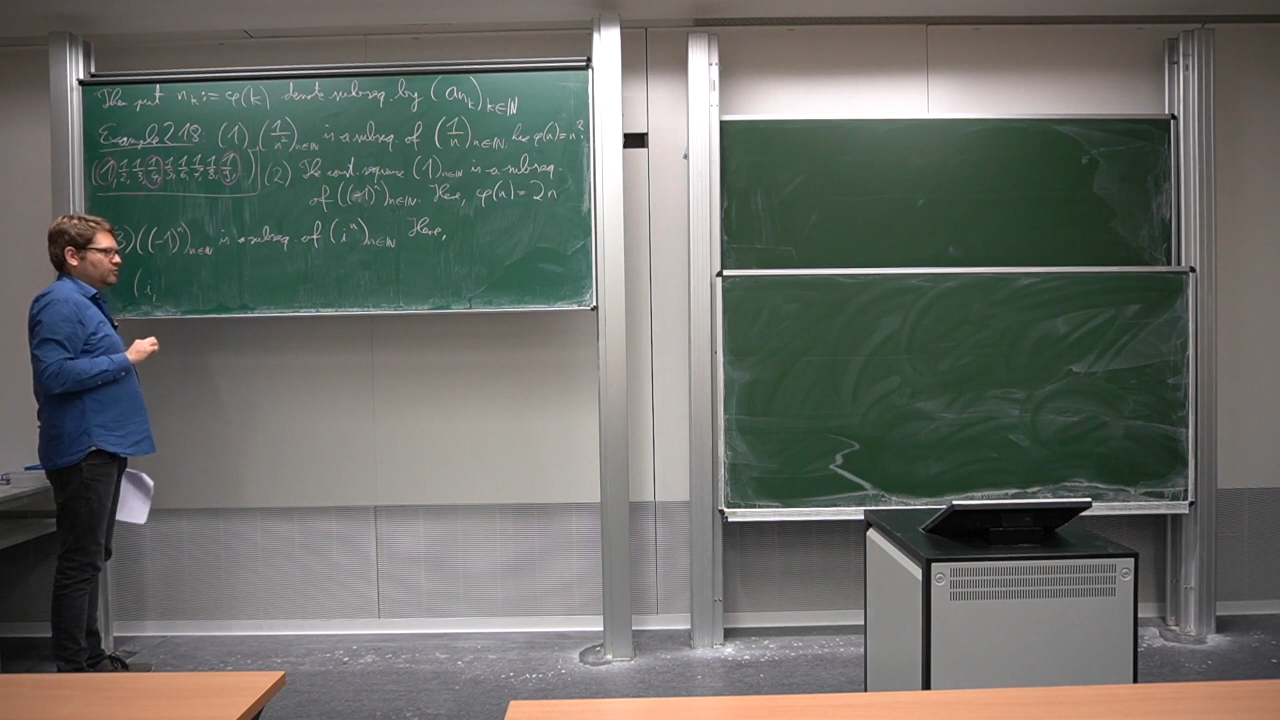 Then put n_k := φ(k) denote subseq. by (a_{n_k})_{k∈ℕ}
Example 2.18: (1) (1/n²)_{n∈ℕ} is a subseq. of (1/n)_{n∈ℕ}, here φ(n)=n²
(1, 1/2, 1/3, 1/4, 1/5, 1/6, 1/7, 1/8, 1/9,
(2) The const. sequence (1)_{n∈ℕ} is a subseq.
of ((-1)^n)_{n∈ℕ}. Here, φ(n) = 2n
3) ((-1)^n)_{n∈ℕ} is a subseq. of (i^n)_{n∈ℕ} Here,
(i,